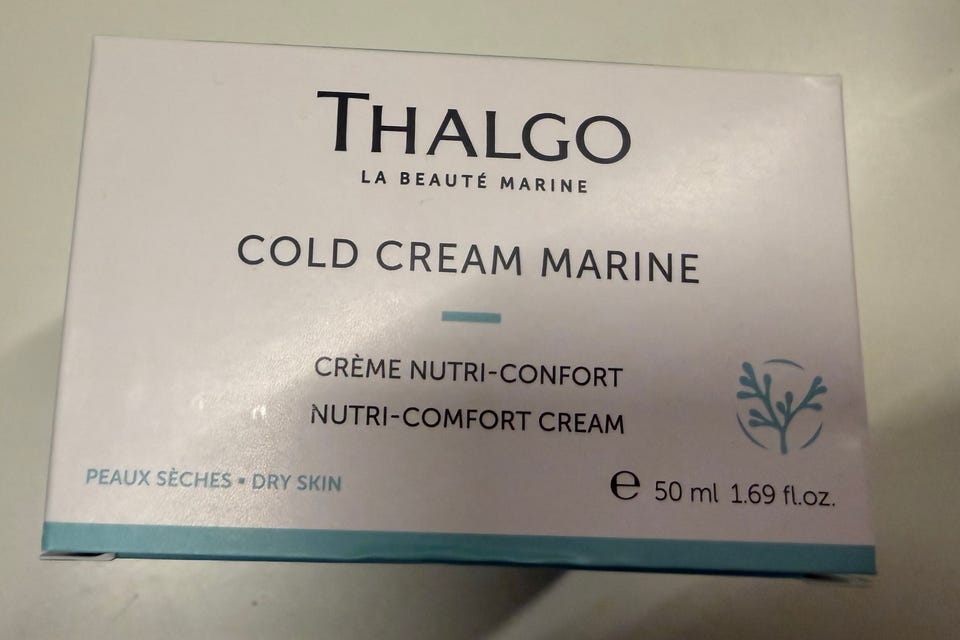 THALGO
LA BEAUTÉ MARINE
COLD CREAM MARINE
CRÈME NUTRI-CONFORT
NUTRI-COMFORT CREAM
PEAUX SÈCHES ▪ DRY SKIN
℮ 50 ml 1.69 fl.oz.